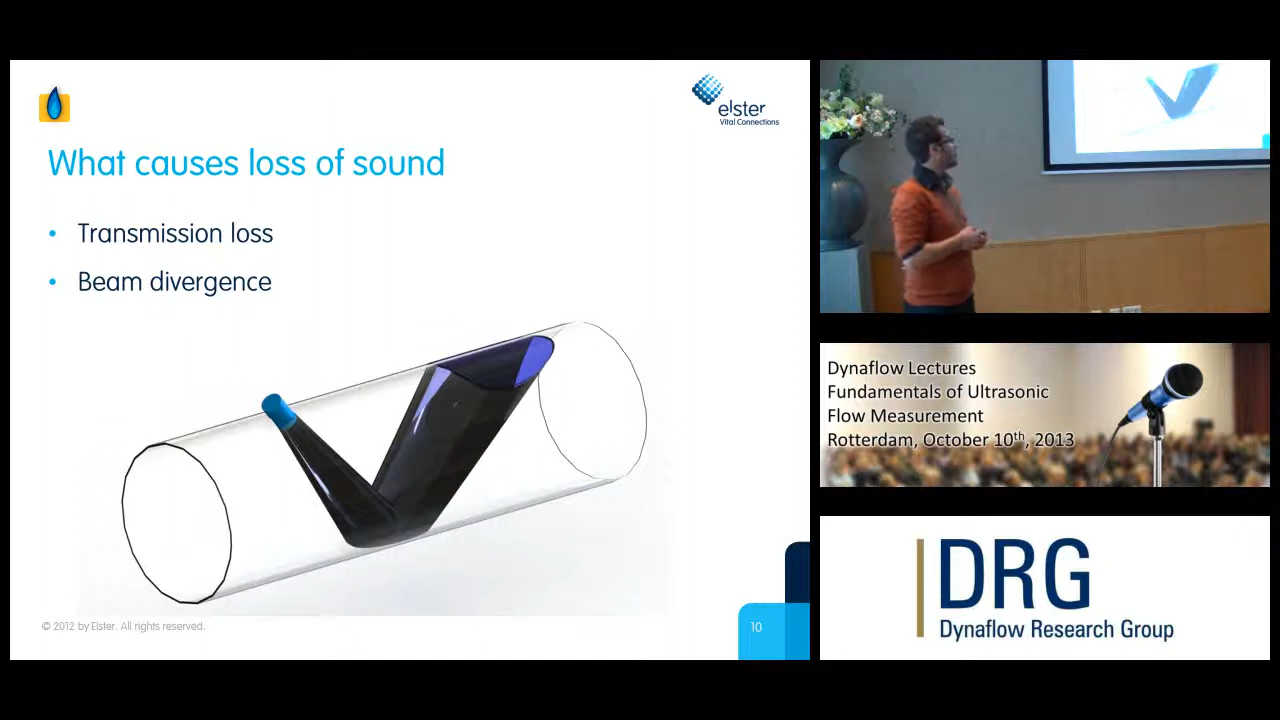 elster
Vital Connections
What causes loss of sound
• Transmission loss
• Beam divergence
© 2012 by Elster. All rights reserved.
10
Dynaflow Lectures
Fundamentals of Ultrasonic
Flow Measurement
Rotterdam, October 10th, 2013
DRG
Dynaflow Research Group